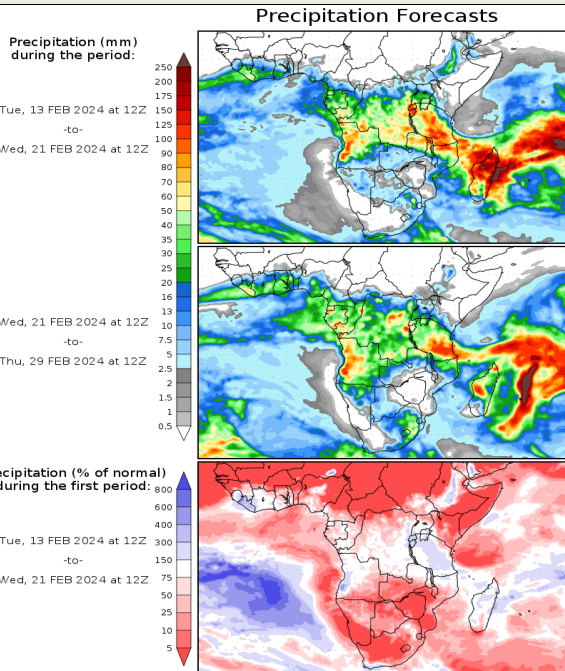 Precipitation Forecasts
Precipitation (mm)
during the period:
Tue, 13 FEB 2024 at 12Z
-to-
Wed, 21 FEB 2024 at 12Z
250
200
175
150
125
100
90
80
70
60
50
40
35
30
25
20
16
13
10
7.5
5
2.5
2
1.5
1
0.5
Wed, 21 FEB 2024 at 12Z
-to-
Thu, 29 FEB 2024 at 12Z
ecipitation (% of normal)
during the first period:
Tue, 13 FEB 2024 at 12Z
-to-
Wed, 21 FEB 2024 at 12Z
800
600
400
300
150
75
50
25
10
5